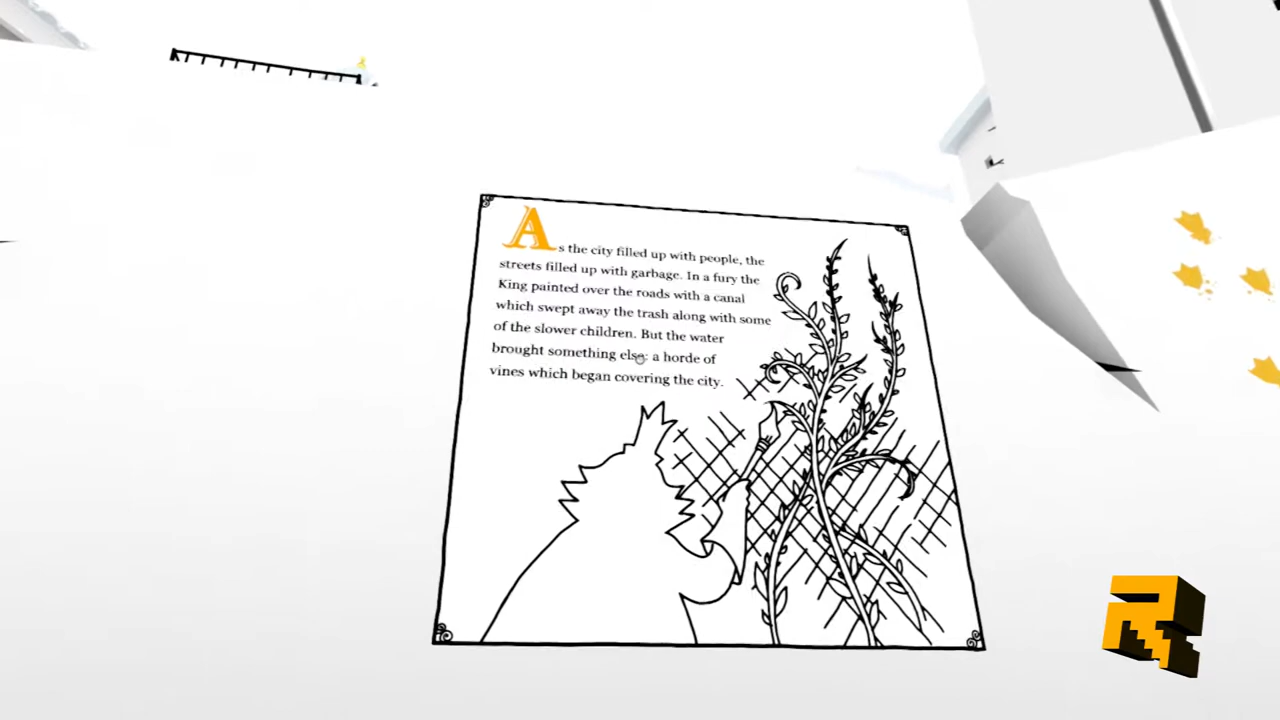 As the city filled up with people, the
streets filled up with garbage. In a fury the
King painted over the roads with a canal
which swept away the trash along with some
of the slower children. But the water
brought something else: a horde of
vines which began covering the city.